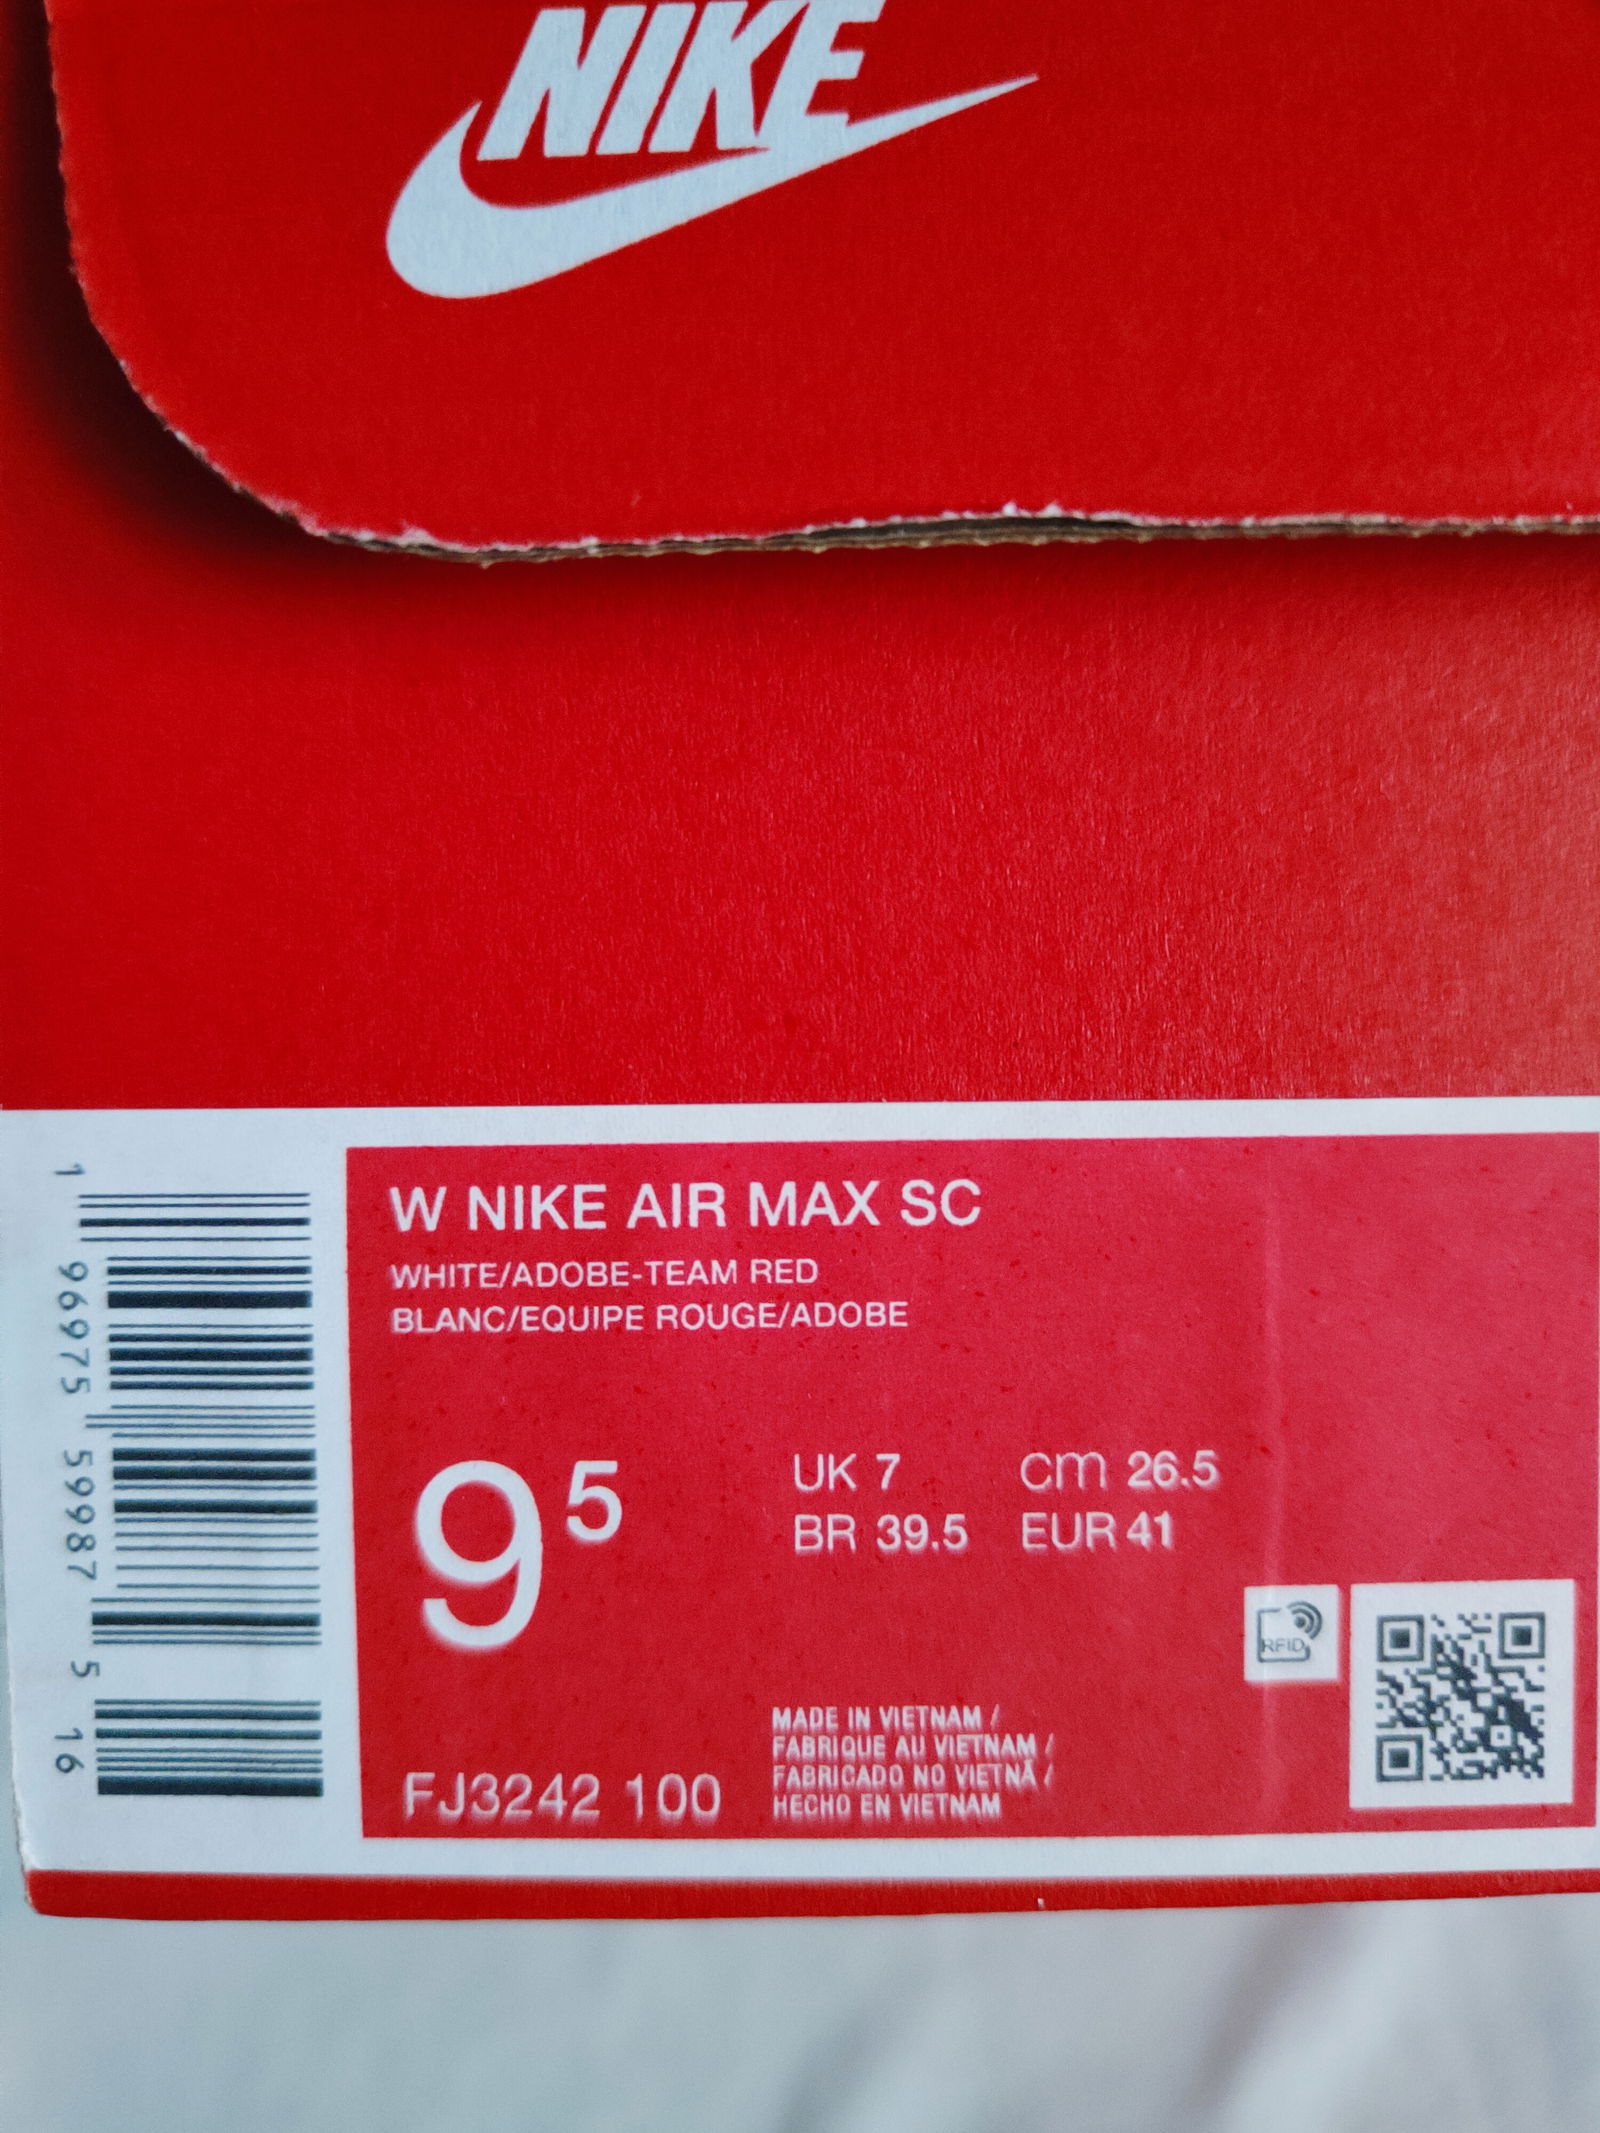 NIKE
W NIKE AIR MAX SC
WHITE/ADOBE-TEAM RED
BLANC/EQUIPE ROUGE/ADOBE
9 5
UK 7 cm 26.5
BR 39.5 EUR 41
RFID
FJ3242 100
MADE IN VIETNAM /
FABRIQUE AU VIETNAM /
FABRICADO NO VIETNÃ /
HECHO EN VIETNAM
1 96975 59987 5 16